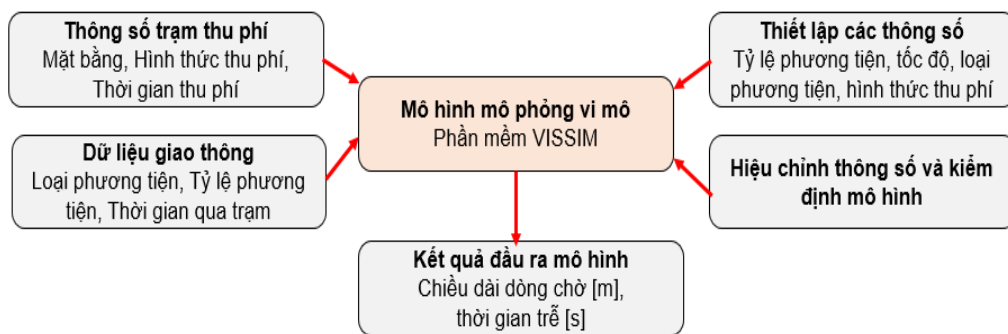 Thông số trạm thu phí
Mặt bằng, Hình thức thu phí,
Thời gian thu phí
Thiết lập các thông số
Tỷ lệ phương tiện, tốc độ, loại
phương tiện, hình thức thu phí
Mô hình mô phỏng vi mô
Phần mềm VISSIM
Dữ liệu giao thông
Loại phương tiện, Tỷ lệ phương
tiện, Thời gian qua trạm
Hiệu chỉnh thông số và kiểm
định mô hình
Kết quả đầu ra mô hình
Chiều dài dòng chờ [m],
thời gian trễ [s]